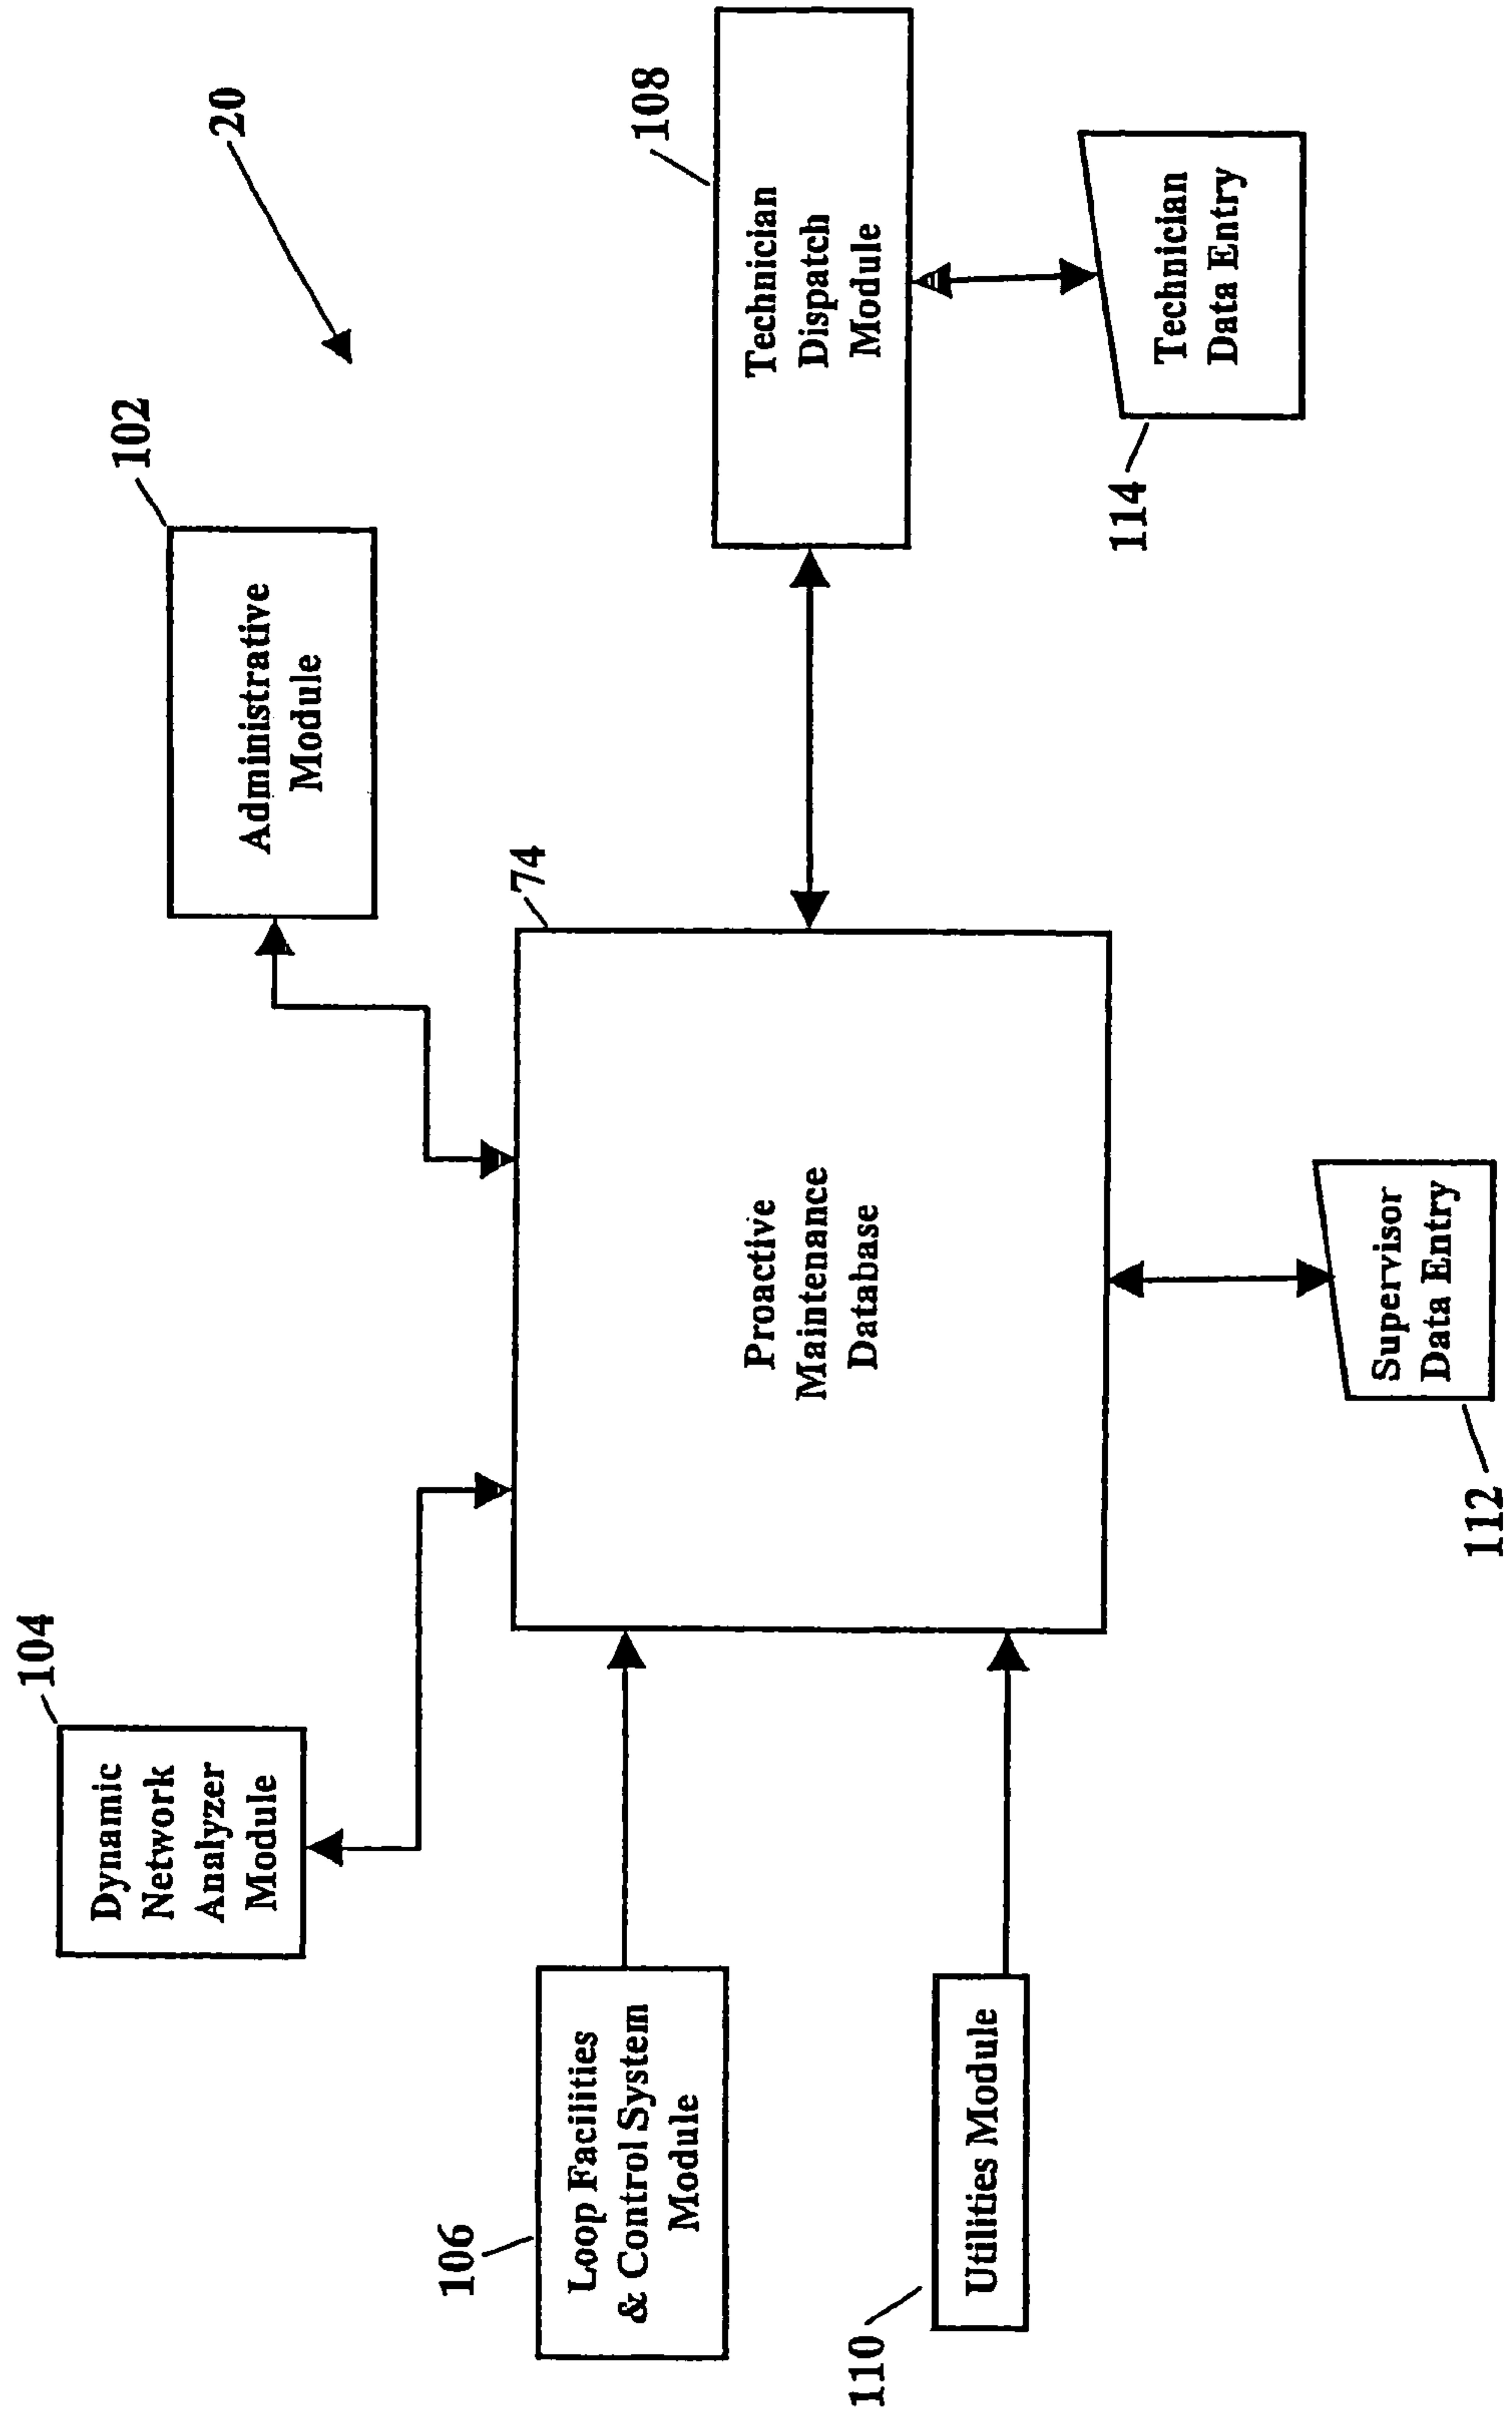 104
Dynamic
Network
Analyzer
Module
102
Administrative
Module
20
106
Loop Facilities
& Control System
Module
74
Proactive
Maintenance
Database
108
Technician
Dispatch
Module
110
Utilities Module
112
Supervisor
Data Entry
114
Technician
Data Entry